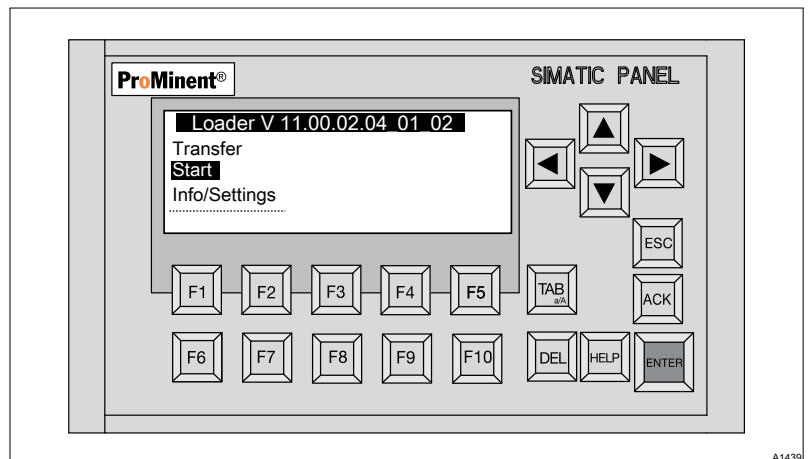 ProMinent®
SIMATIC PANEL
Loader V 11.00.02.04_01_02
Transfer
Start
Info/Settings
ESC
F1 F2 F3 F4 F5 TAB a/A ACK
F6 F7 F8 F9 F10 DEL HELP ENTER
A1439